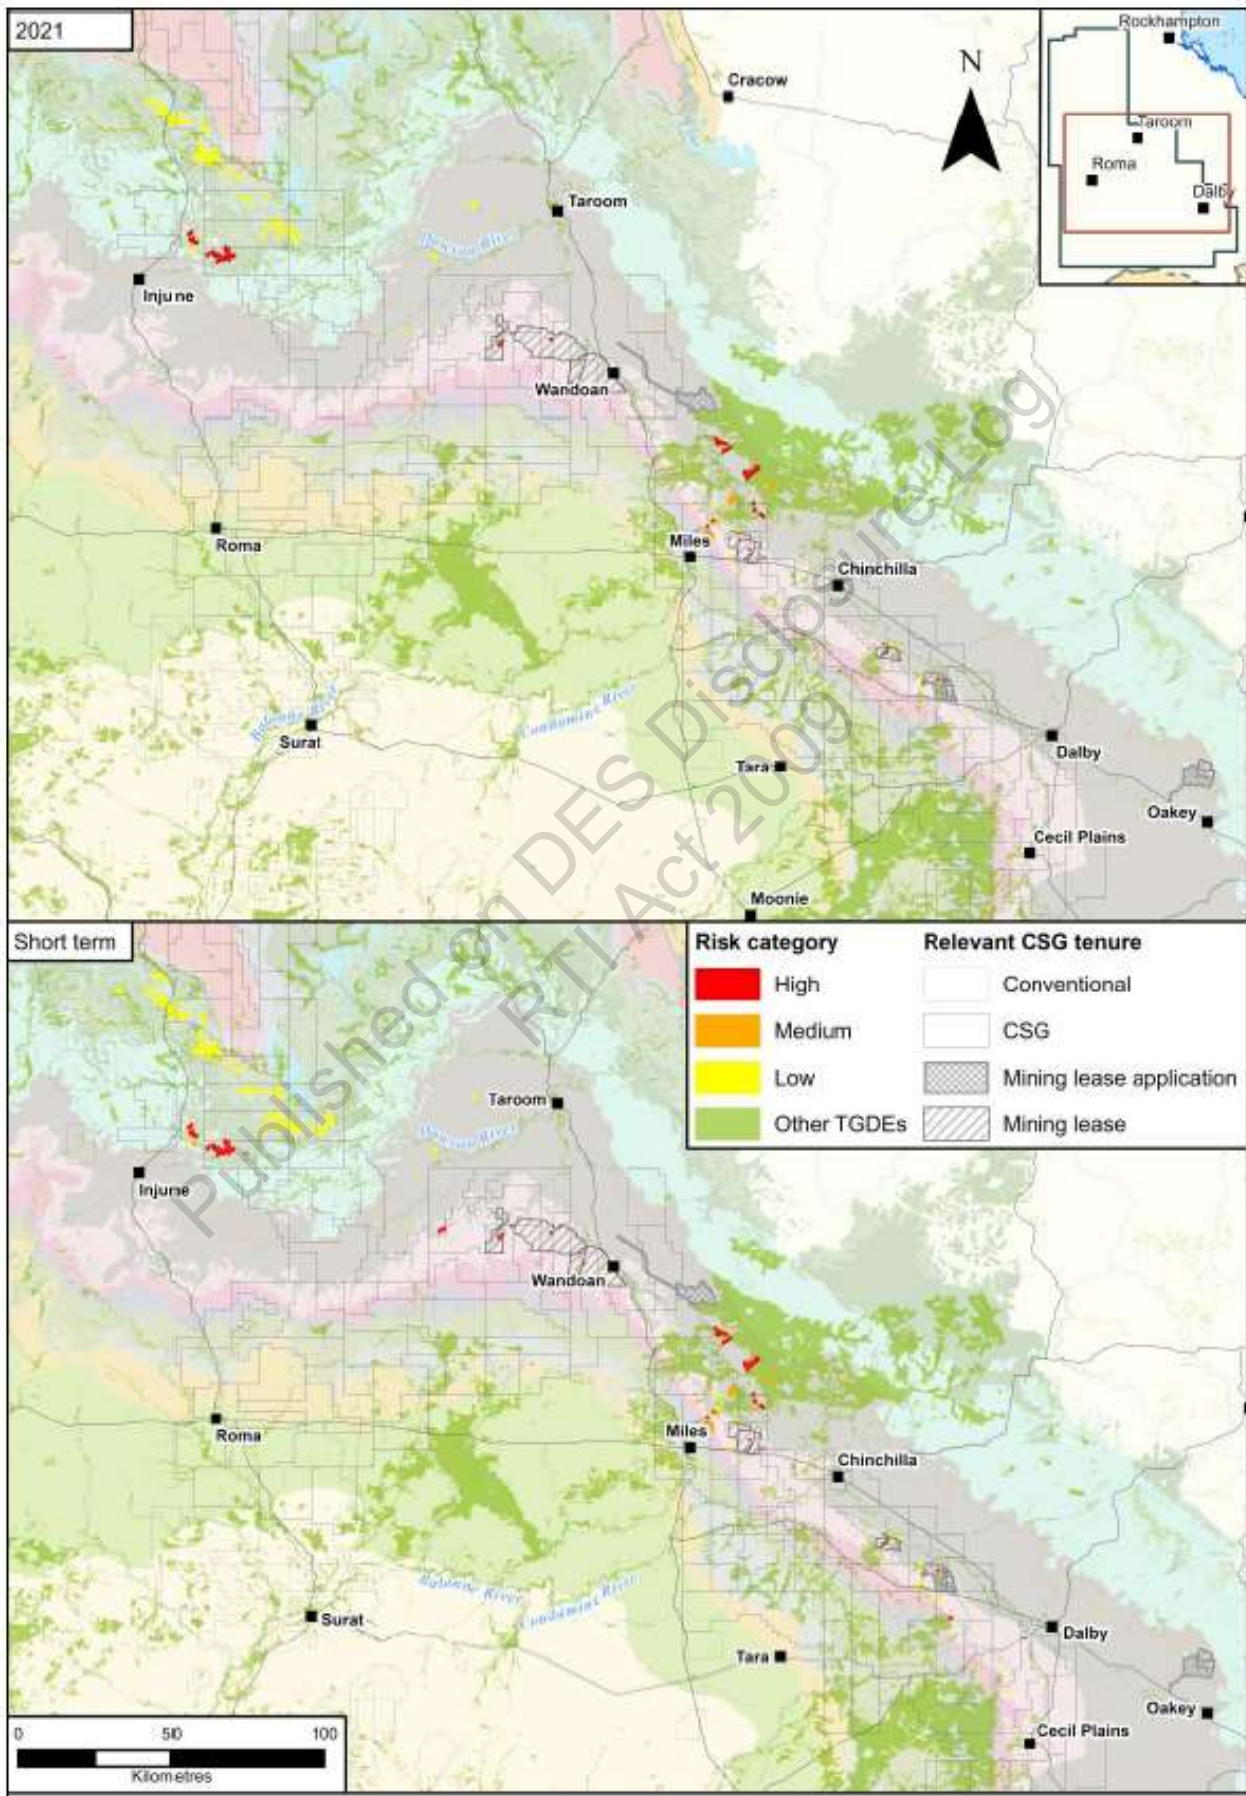 2021
Rockhampton
Taroom
Roma
Dalby
N
Cracow
Taroom
Dawson River
Injune
Wandoan
Roma
Miles
Chinchilla
Balonne River
Condamine River
Surat
Tara
Dalby
Oakey
Cecil Plains
Moonie
Published on DES Disclosure Log
RTI Act 2009
Short term
Risk category
High
Medium
Low
Other TGDEs
Relevant CSG tenure
Conventional
CSG
Mining lease application
Mining lease
Taroom
Dawson River
Injune
Wandoan
Roma
Miles
Chinchilla
Balonne River
Condamine River
Surat
Dalby
Tara
Oakey
Cecil Plains
0 50 100
Kilometres